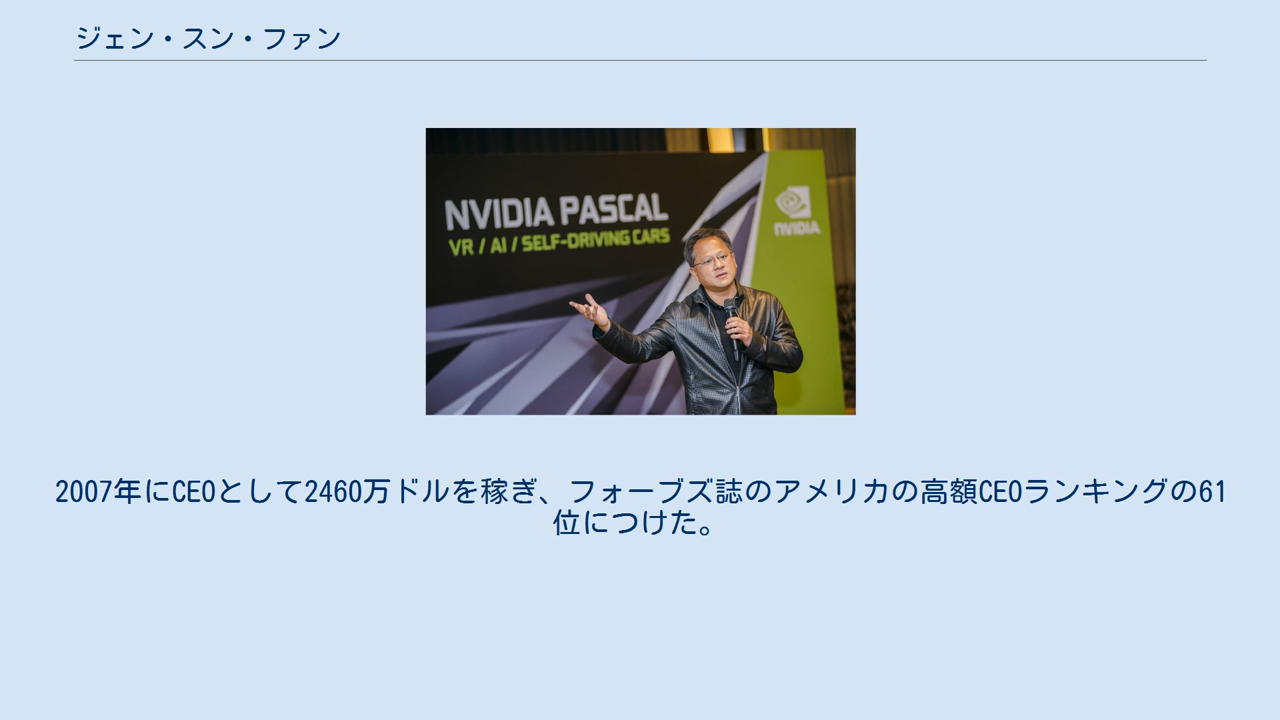 ジェン・スン・ファン
NVIDIA PASCAL
VR / AI / SELF-DRIVING CARS
NVIDIA
2007年にCEOとして2460万ドルを稼ぎ、フォーブズ誌のアメリカの高額CEOランキングの61
位につけた。